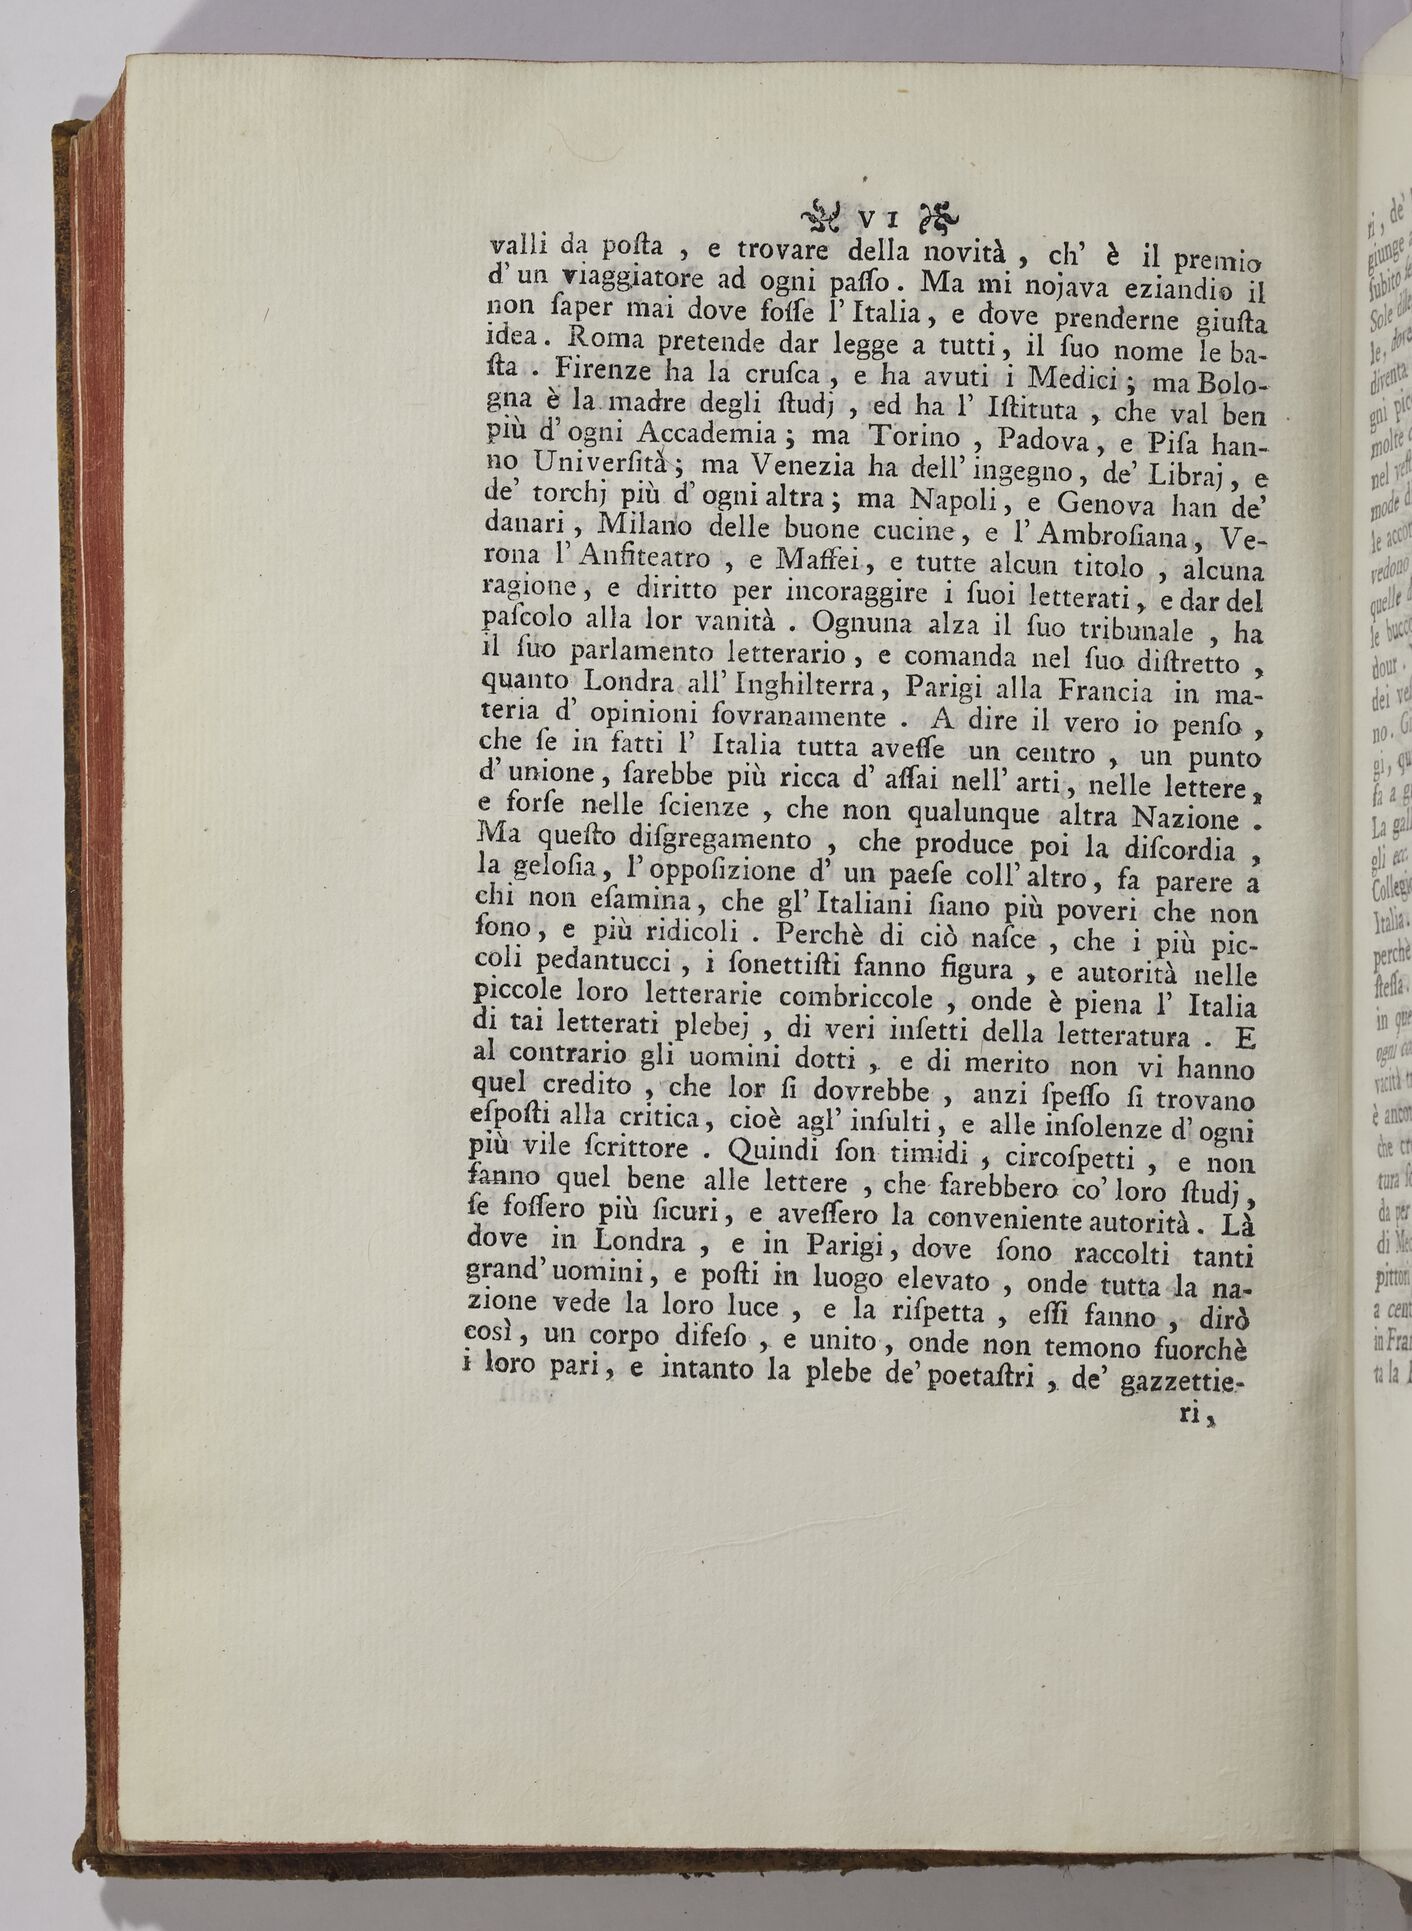 VI
valli da poſta , e trovare della novità , ch' è il premio
d' un viaggiatore ad ogni paſſo . Ma mi nojava eziandio il
non ſaper mai dove foſſe l' Italia , e dove prenderne giuſta
idea . Roma pretende dar legge a tutti , il ſuo nome le ba-
ſta . Firenze ha la cruſca , e ha avuti i Medici ; ma Bolo-
gna è la madre degli ſtudj , ed ha l' Iſtituta , che val ben
più d' ogni Accademia ; ma Torino , Padova , e Piſa han-
no Univerſità ; ma Venezia ha dell' ingegno , de' Libraj , e
de' torchj più d' ogni altra ; ma Napoli , e Genova han de'
danari , Milano delle buone cucine , e l' Ambroſiana , Ve-
rona l' Anfiteatro , e Maffei , e tutte alcun titolo , alcuna
ragione , e diritto per incoraggire i ſuoi letterati , e dar del
paſcolo alla lor vanità . Ognuna alza il ſuo tribunale , ha
il ſuo parlamento letterario , e comanda nel ſuo diſtretto ,
quanto Londra all' Inghilterra , Parigi alla Francia in ma-
teria d' opinioni ſovranamente . A dire il vero io penſo ,
che ſe in fatti l' Italia tutta aveſſe un centro , un punto
d' unione , ſarebbe più ricca d' aſſai nell' arti , nelle lettere ,
e forſe nelle ſcienze , che non qualunque altra Nazione .
Ma queſto diſgregamento , che produce poi la diſcordia ,
la geloſia , l' oppoſizione d' un paeſe coll' altro , fa parere a
chi non eſamina , che gl' Italiani ſiano più poveri che non
ſono , e più ridicoli . Perchè di ciò naſce , che i più pic-
coli pedantucci , i ſonettiſti fanno figura , e autorità nelle
piccole loro letterarie combriccole , onde è piena l' Italia
di tai letterati plebej , di veri inſetti della letteratura . E
al contrario gli uomini dotti , e di merito non vi hanno
quel credito , che lor ſi dovrebbe , anzi ſpeſſo ſi trovano
eſpoſti alla critica , cioè agl' inſulti , e alle inſolenze d' ogni
più vile ſcrittore . Quindi ſon timidi , circoſpetti , e non
fanno quel bene alle lettere , che farebbero co' loro ſtudj ,
ſe foſſero più ſicuri , e aveſſero la conveniente autorità . Là
dove in Londra , e in Parigi , dove ſono raccolti tanti
grand' uomini , e poſti in luogo elevato , onde tutta la na-
zione vede la loro luce , e la riſpetta , eſſi fanno , dirò
così , un corpo difeſo , e unito , onde non temono fuorchè
i loro pari , e intanto la plebe de' poetaſtri , de' gazzettie-
ri ,